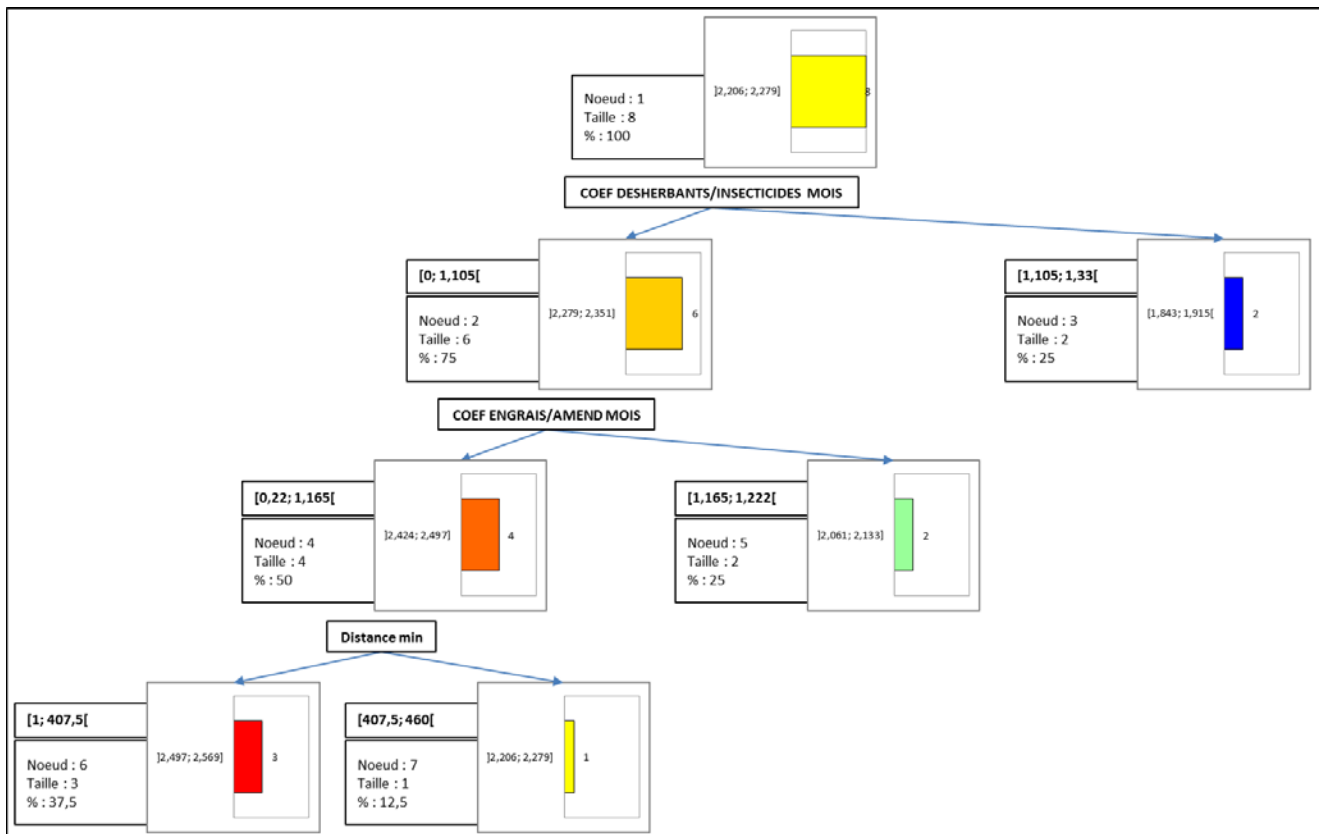 ]2,206; 2,279]
8
Noeud : 1
Taille : 8
% : 100
COEF DESHERBANTS/INSECTICIDES MOIS
[0; 1,105[
Noeud : 2
Taille : 6
% : 75
]2,279; 2,351]
6
[1,105; 1,33[
Noeud : 3
Taille : 2
% : 25
[1,843; 1,915[
2
COEF ENGRAIS/AMEND MOIS
[0,22; 1,165[
Noeud : 4
Taille : 4
% : 50
]2,424; 2,497]
4
[1,165; 1,222[
Noeud : 5
Taille : 2
% : 25
]2,061; 2,133]
2
Distance min
[1; 407,5[
Noeud : 6
Taille : 3
% : 37,5
]2,497; 2,569]
3
[407,5; 460[
Noeud : 7
Taille : 1
% : 12,5
]2,206; 2,279]
1